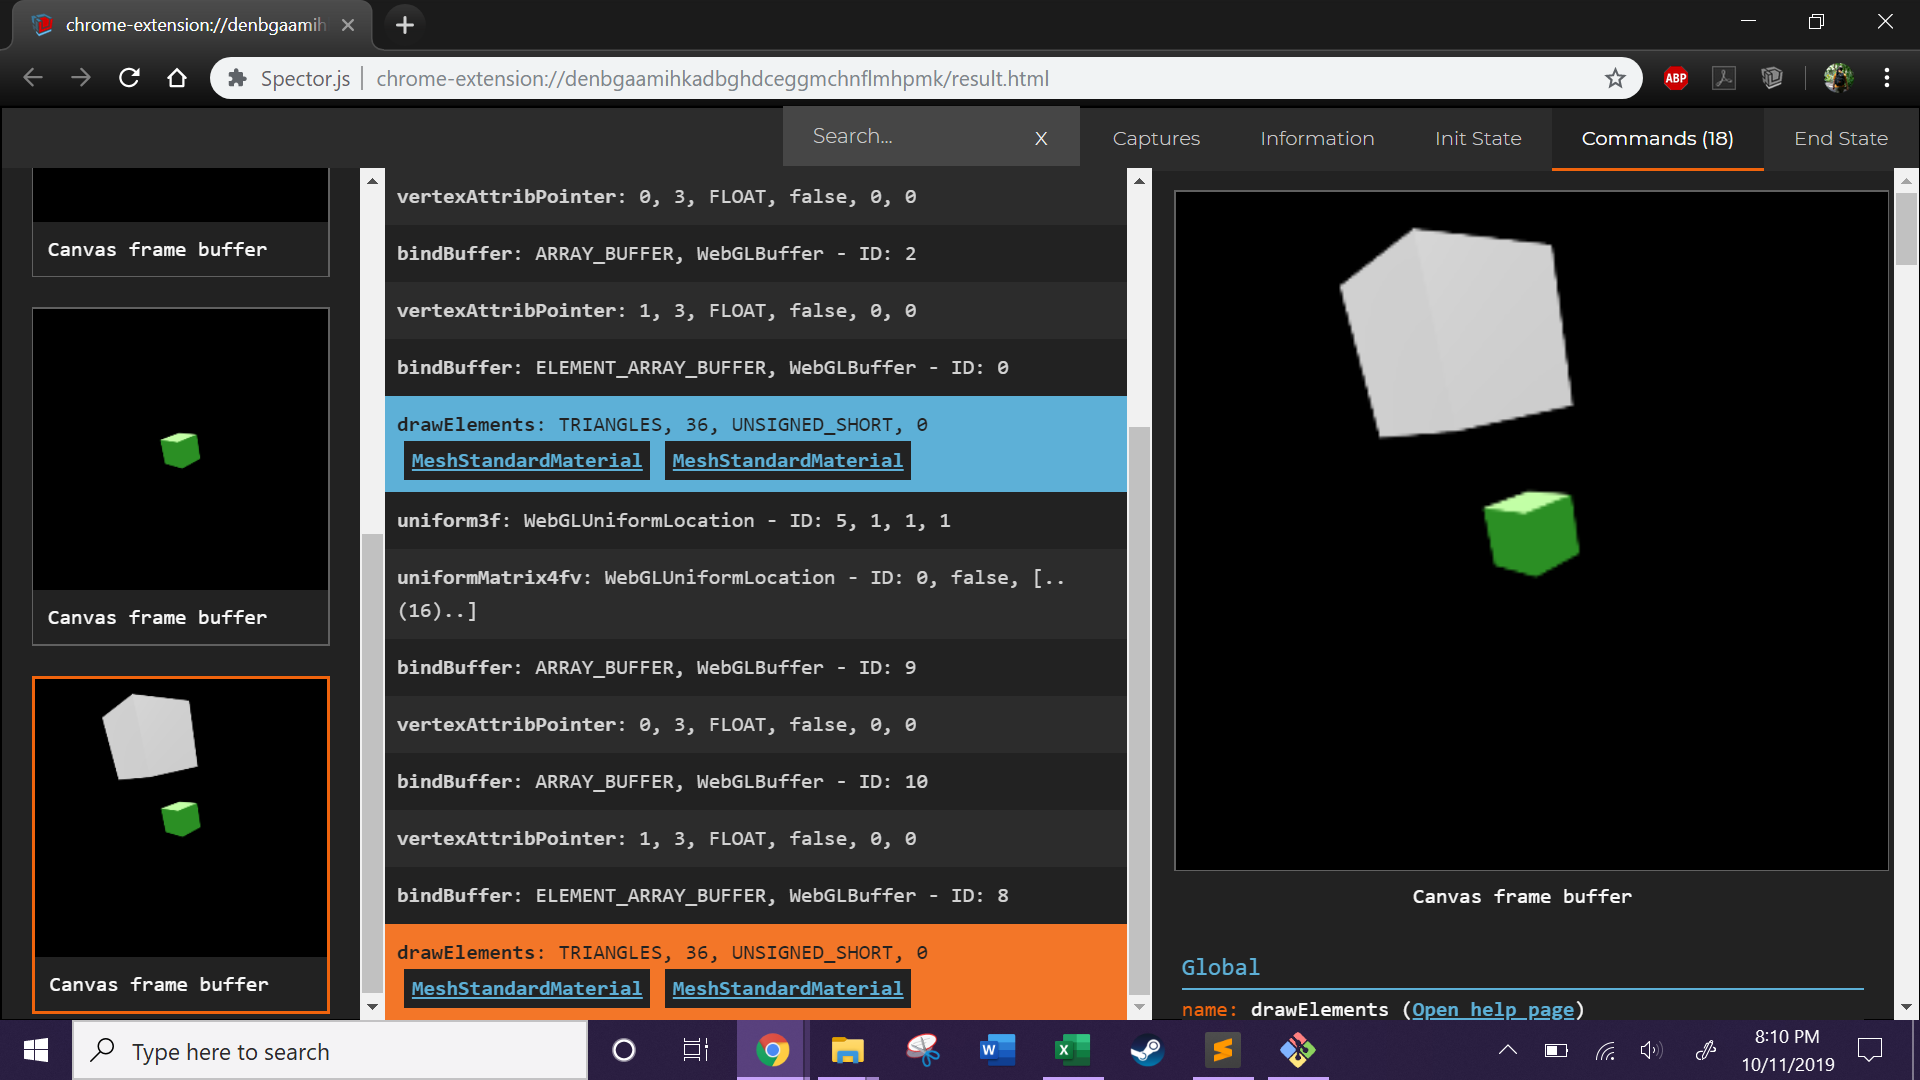 chrome-extension://denbgaamih
Spector.js
chrome-extension://denbgaamihkadbghdceggmchnflmhpmk/result.html
ABP
Search...
X
Captures
Information
Init State
Commands (18)
End State
Canvas frame buffer
Canvas frame buffer
Canvas frame buffer
vertexAttribPointer: 0, 3, FLOAT, false, 0, 0
bindBuffer: ARRAY_BUFFER, WebGLBuffer - ID: 2
vertexAttribPointer: 1, 3, FLOAT, false, 0, 0
bindBuffer: ELEMENT_ARRAY_BUFFER, WebGLBuffer - ID: 0
drawElements: TRIANGLES, 36, UNSIGNED_SHORT, 0
MeshStandardMaterial MeshStandardMaterial
uniform3f: WebGLUniformLocation - ID: 5, 1, 1, 1
uniformMatrix4fv: WebGLUniformLocation - ID: 0, false, [..
(16)..]
bindBuffer: ARRAY_BUFFER, WebGLBuffer - ID: 9
vertexAttribPointer: 0, 3, FLOAT, false, 0, 0
bindBuffer: ARRAY_BUFFER, WebGLBuffer - ID: 10
vertexAttribPointer: 1, 3, FLOAT, false, 0, 0
bindBuffer: ELEMENT_ARRAY_BUFFER, WebGLBuffer - ID: 8
drawElements: TRIANGLES, 36, UNSIGNED_SHORT, 0
MeshStandardMaterial MeshStandardMaterial
Canvas frame buffer
Global
name: drawElements (Open help page)
Type here to search
8:10 PM
10/11/2019